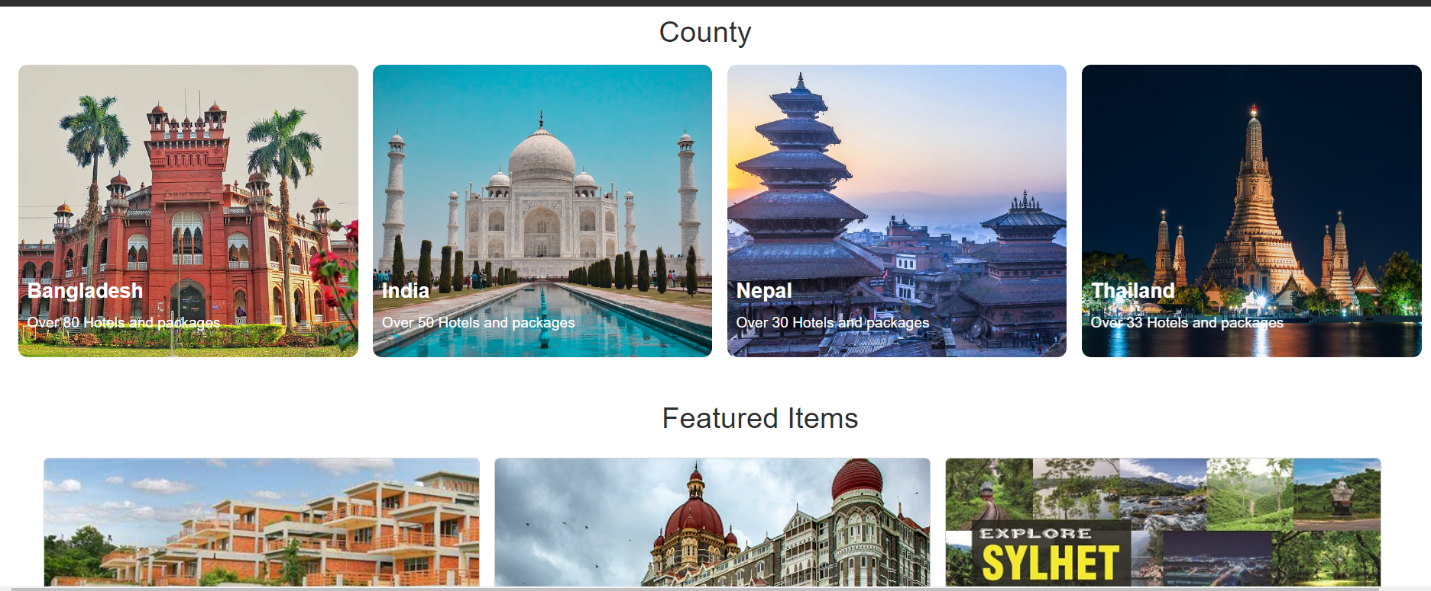 County
Bangladesh
Over 80 Hotels and packages
India
Over 50 Hotels and packages
Nepal
Over 30 Hotels and packages
Thailand
Over 33 Hotels and packages
Featured Items
EXPLORE
SYLHET